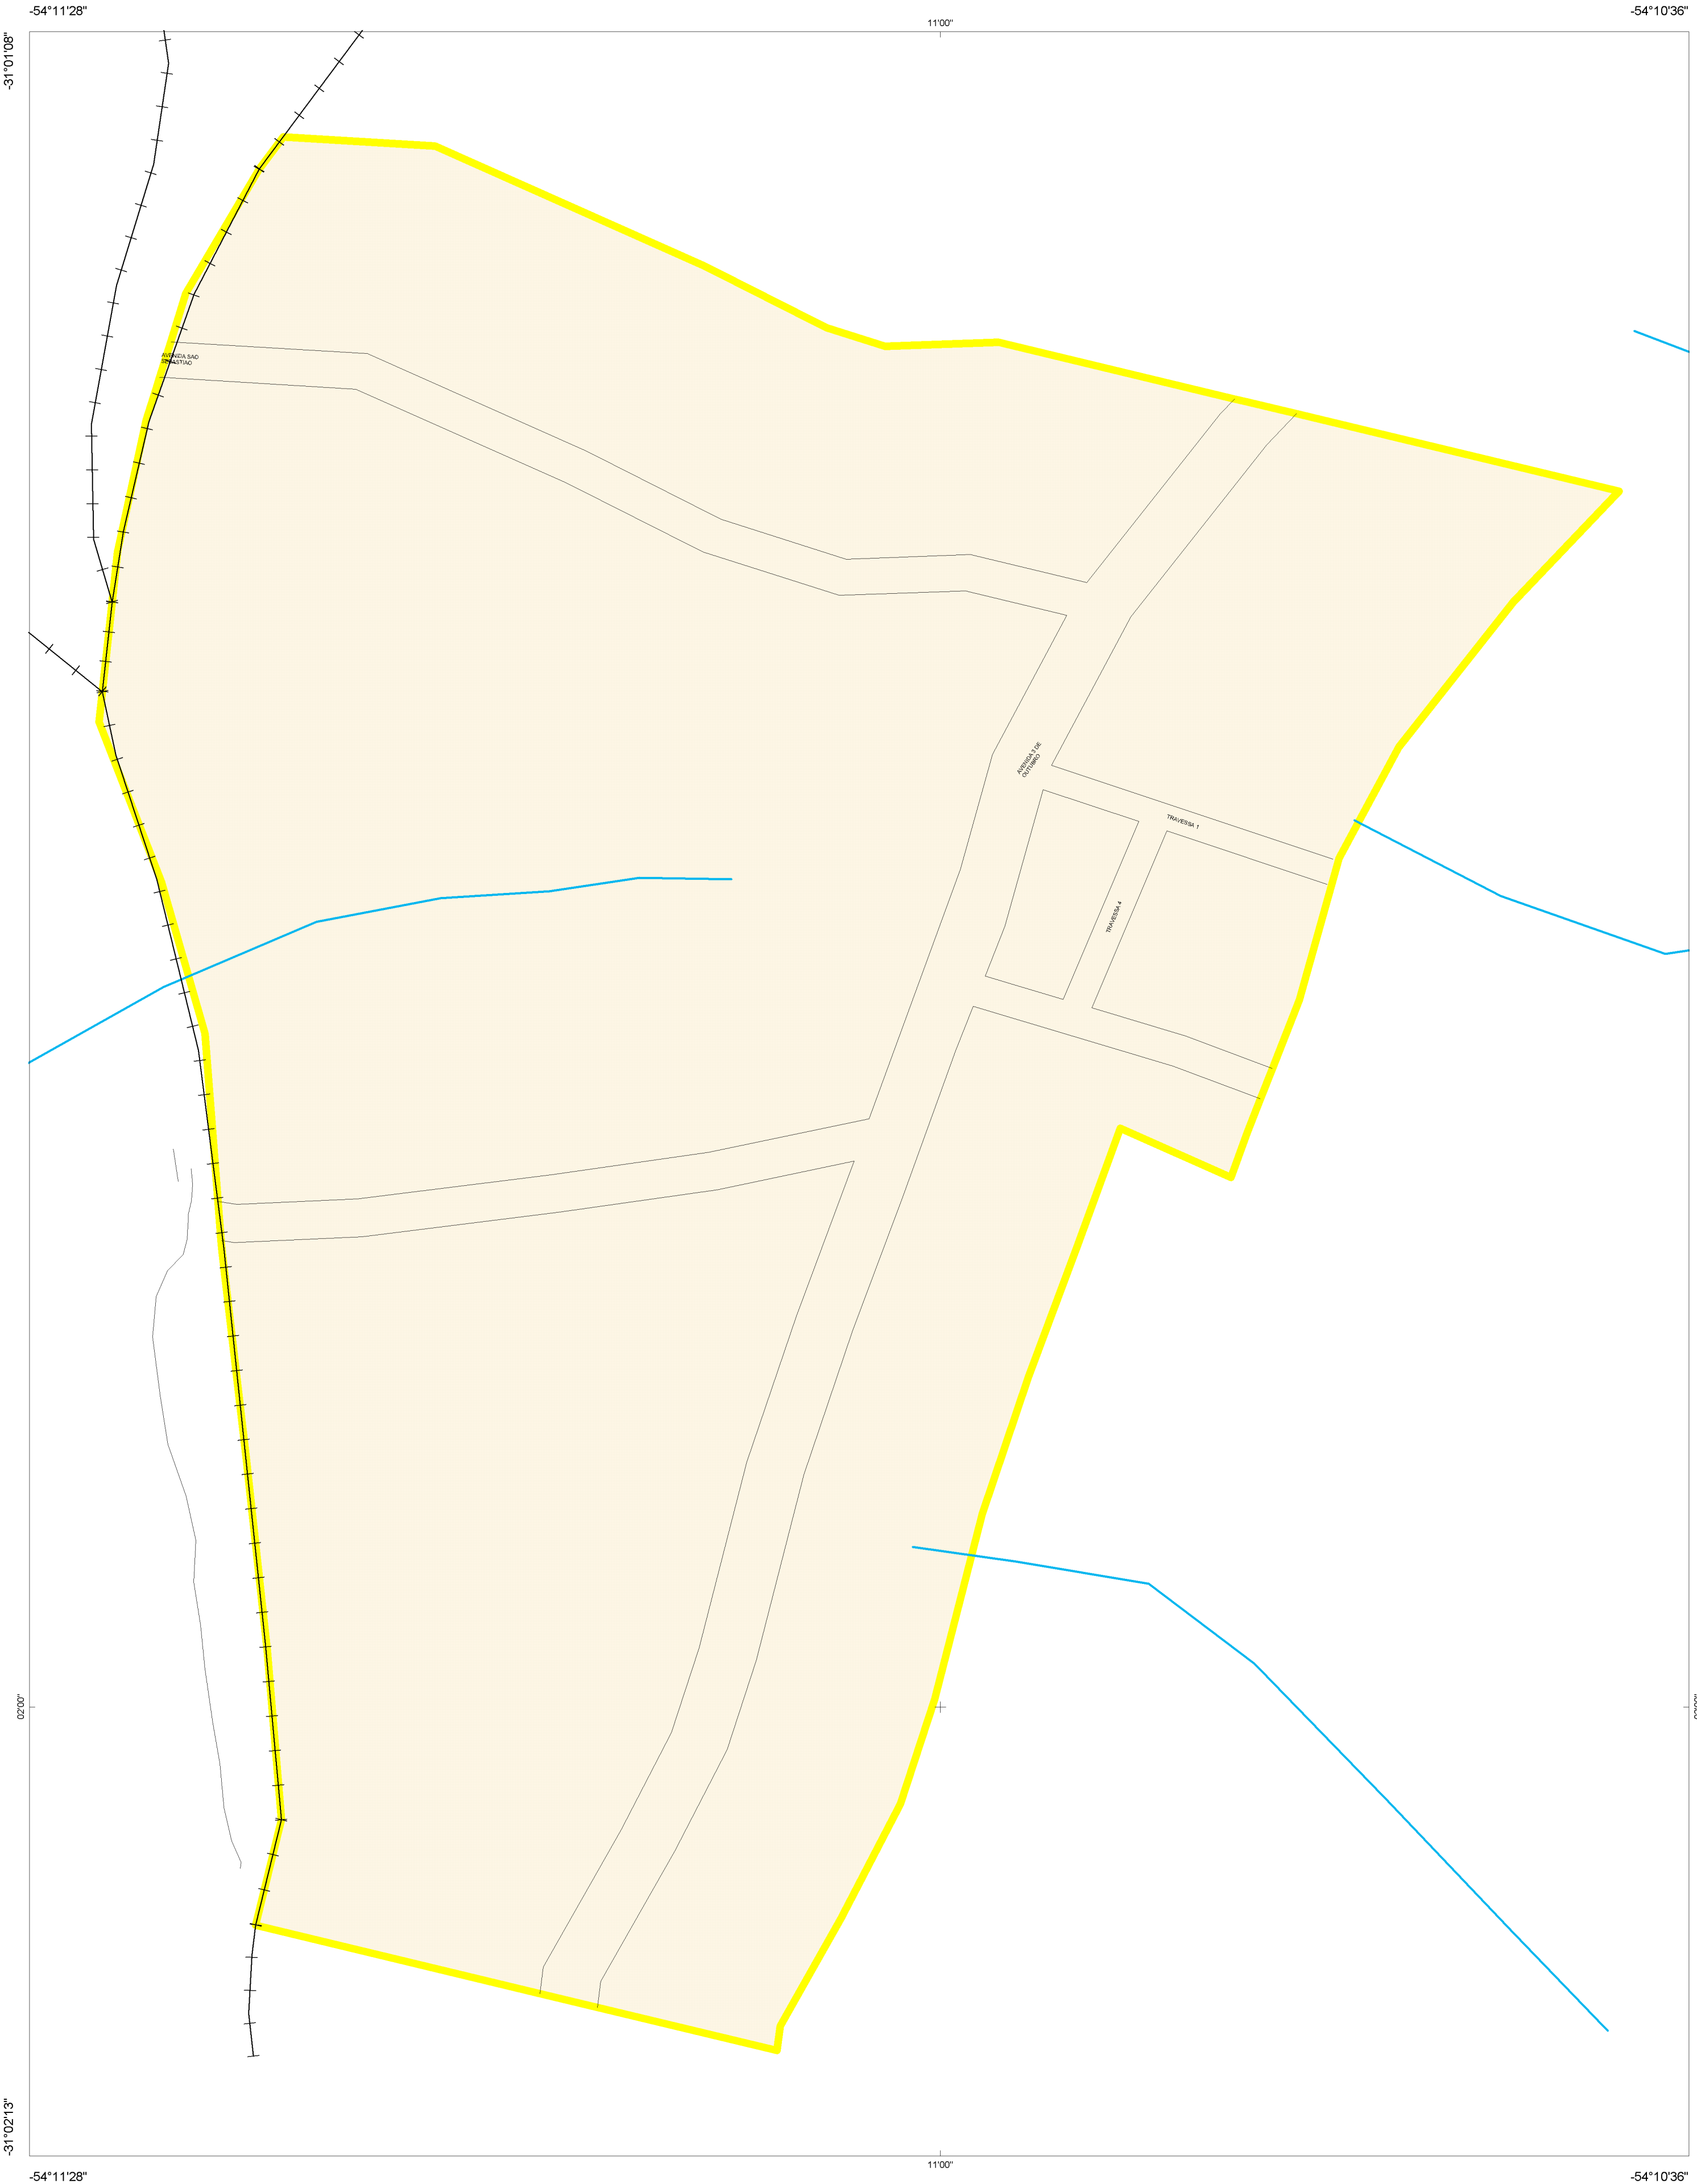 -54°11'28"
11'00"
-54°10'36"
-31°01'08"
AVENIDA SAO
SEBASTIAO
AVENIDA 3 DE
OUTUBRO
TRAVESSA 1
TRAVESSA 4
02'00"
-31°02'13"
-54°11'28"
11'00"
-54°10'36"